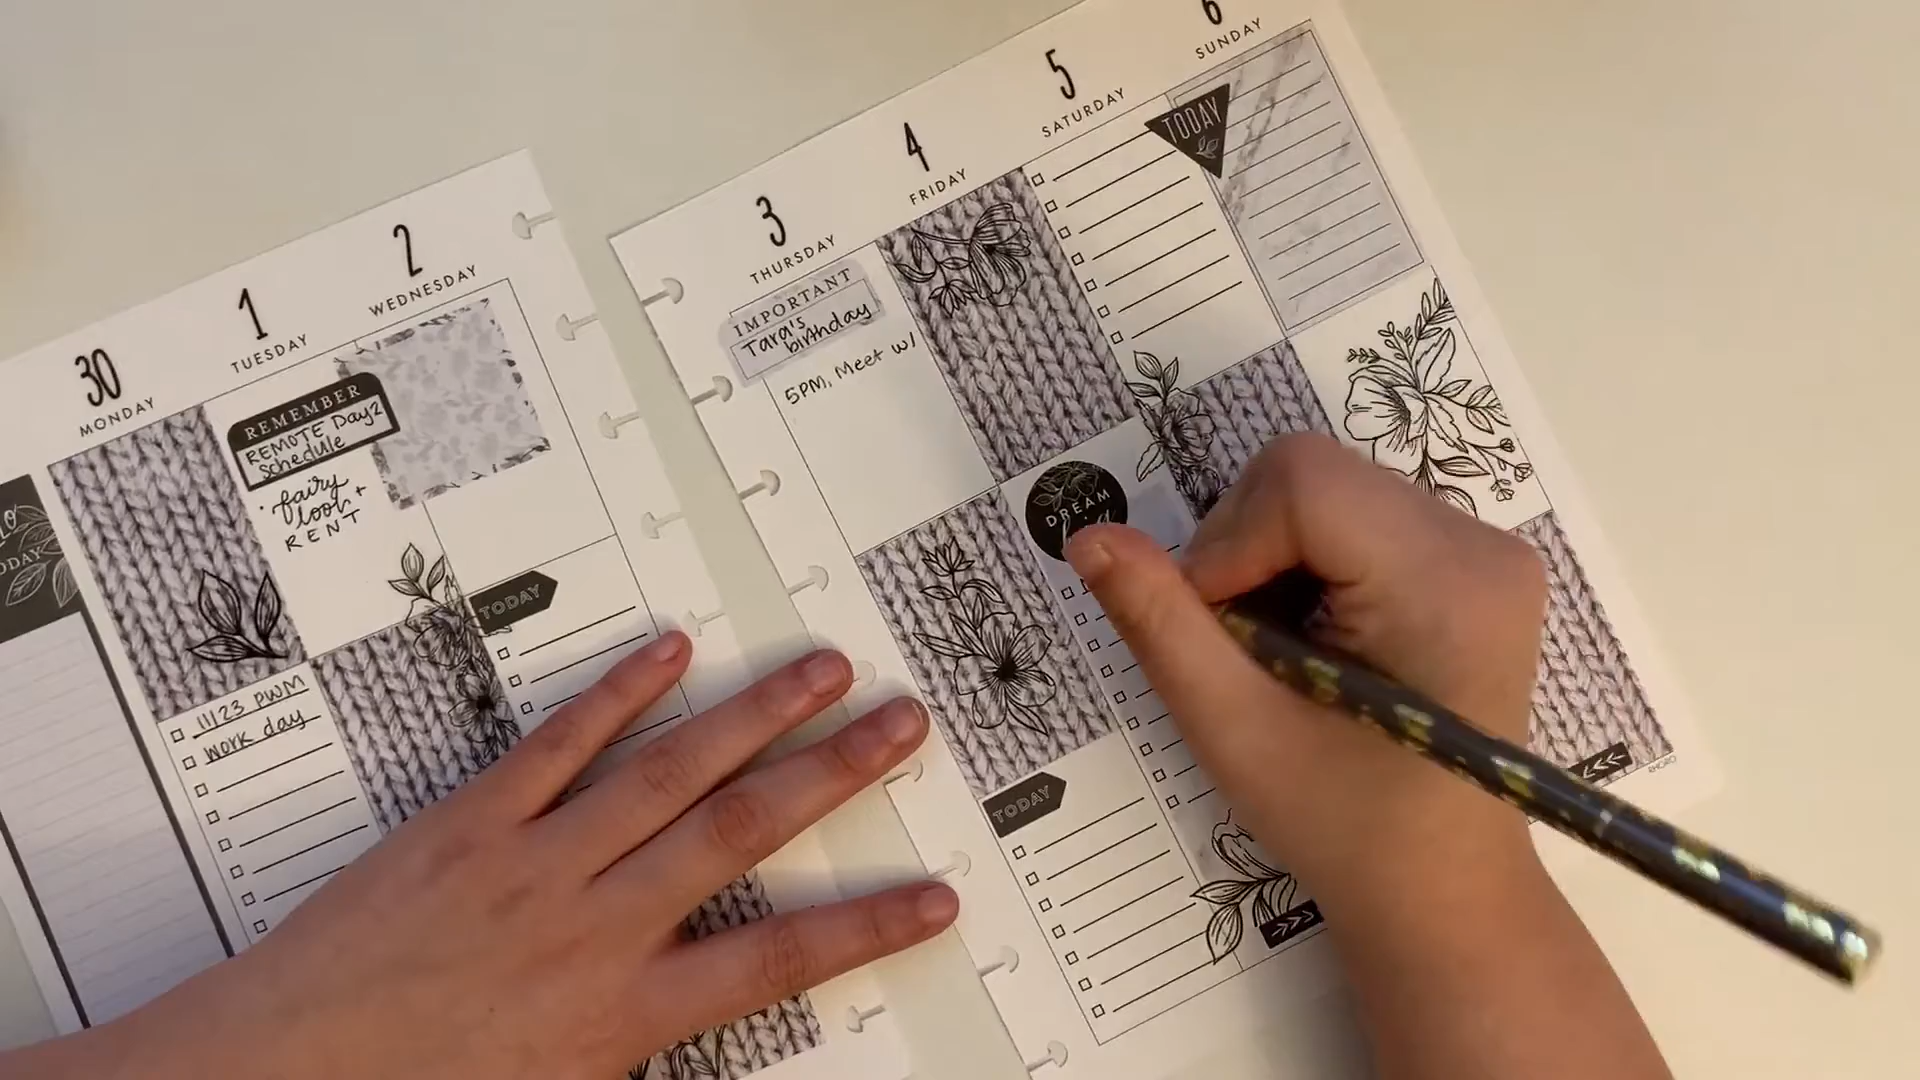 30
MONDAY
1
TUESDAY
2
WEDNESDAY
3
THURSDAY
4
FRIDAY
5
SATURDAY
6
SUNDAY
11/23 PWM
work day
REMEMBER
REMOTE Day2
schedule
· fairy
loot +
RENT
TODAY
IMPORTANT
Tara's
birthday
5PM, Meet w/
TODAY
DREAM
TODAY